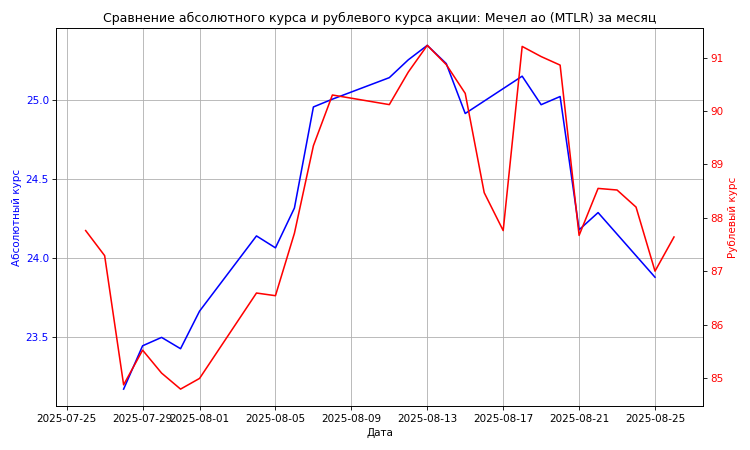 Сравнение абсолютного курса и рублевого курса акции: Мечел ао (MTLR) за месяц
Абсолютный курс
25.0
24.5
24.0
23.5
91
90
89
88
87
86
85
Рублевый курс
2025-07-25 2025-07-29 2025-08-01 2025-08-05 2025-08-09 2025-08-13 2025-08-17 2025-08-21 2025-08-25
Дата